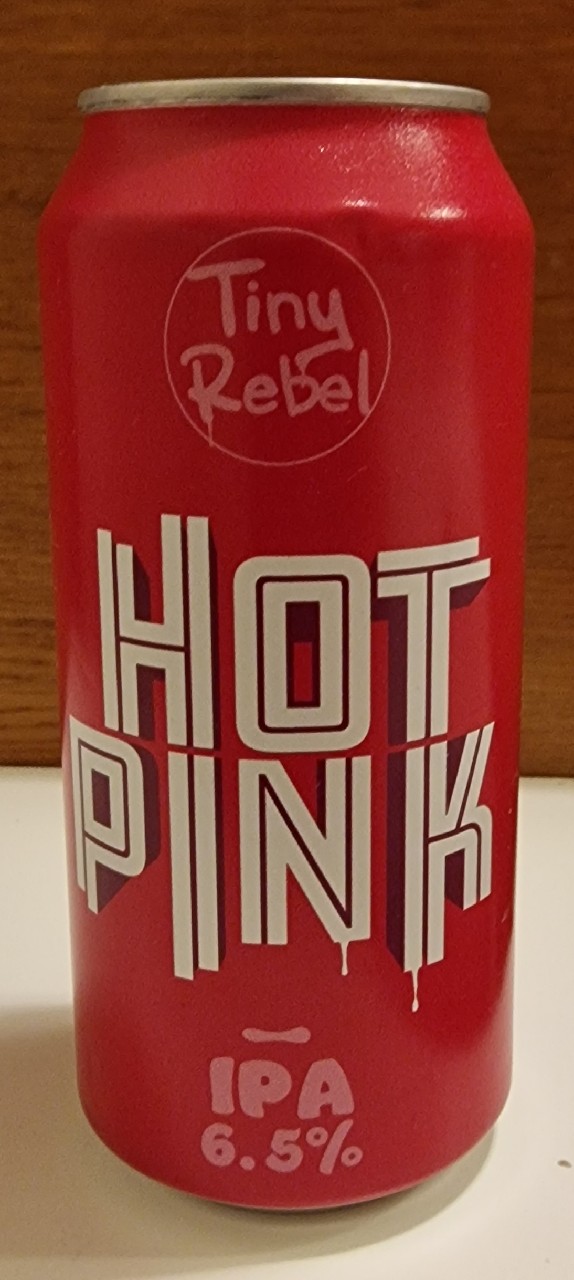 Tiny
Rebel
HOT
PINK
IPA
6.5%